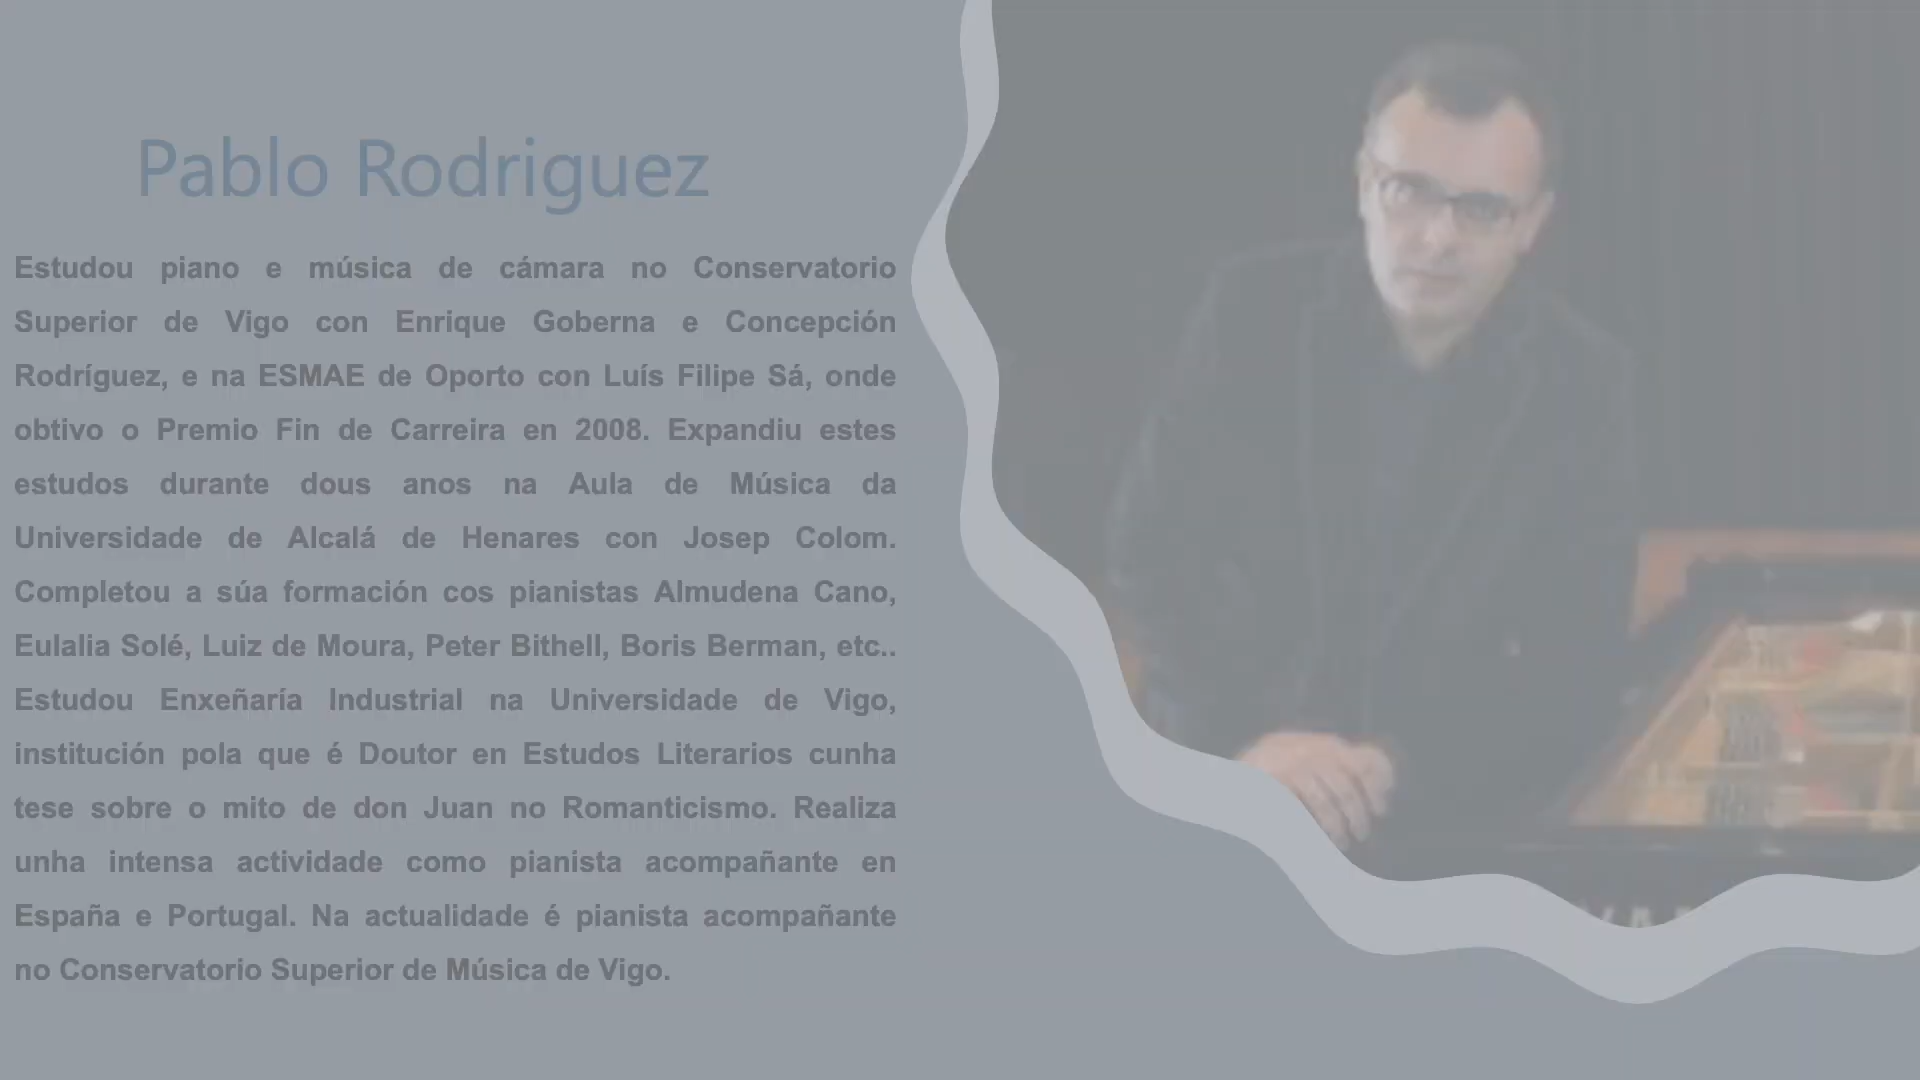 Pablo Rodriguez
Estudou piano e música de cámara no Conservatorio
Superior de Vigo con Enrique Goberna e Concepción
Rodríguez, e na ESMAE de Oporto con Luís Filipe Sá, onde
obtivo o Premio Fin de Carreira en 2008. Expandiu estes
estudos durante dous anos na Aula de Música da
Universidade de Alcalá de Henares con Josep Colom.
Completou a súa formación cos pianistas Almudena Cano,
Eulalia Solé, Luiz de Moura, Peter Bithell, Boris Berman, etc..
Estudou Enxeñaría Industrial na Universidade de Vigo,
institución pola que é Doutor en Estudos Literarios cunha
tese sobre o mito de don Juan no Romanticismo. Realiza
unha intensa actividade como pianista acompañante en
España e Portugal. Na actualidade é pianista acompañante
no Conservatorio Superior de Música de Vigo.